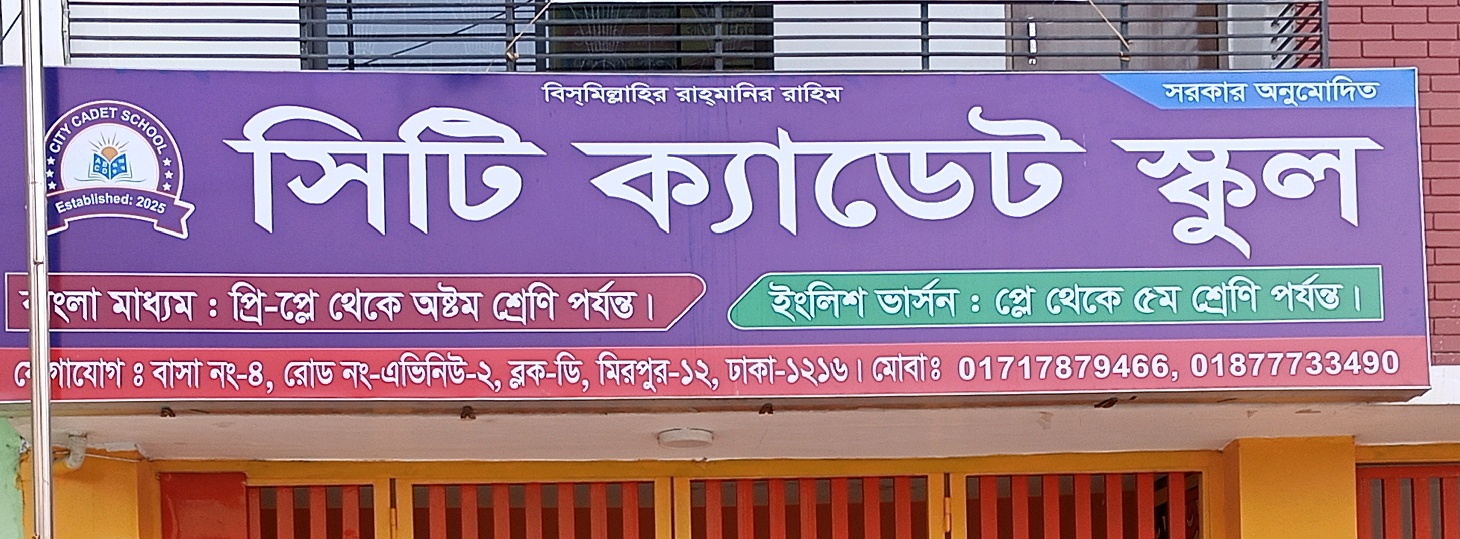 বিস্‌মিল্লাহির রাহ্‌মানির রাহিম
সরকার অনুমোদিত
CITY CADET SCHOOL
Established: 2025
সিটি ক্যাডেট স্কুল
বাংলা মাধ্যম : প্রি-প্লে থেকে অষ্টম শ্রেণি পর্যন্ত।
ইংলিশ ভার্সন : প্লে থেকে ৫ম শ্রেণি পর্যন্ত।
যোগাযোগ ঃ বাসা নং-৪, রোড নং-এভিনিউ-২, ব্লক-ডি, মিরপুর-১২, ঢাকা-১২১৬। মোবাঃ 01717879466, 01877733490